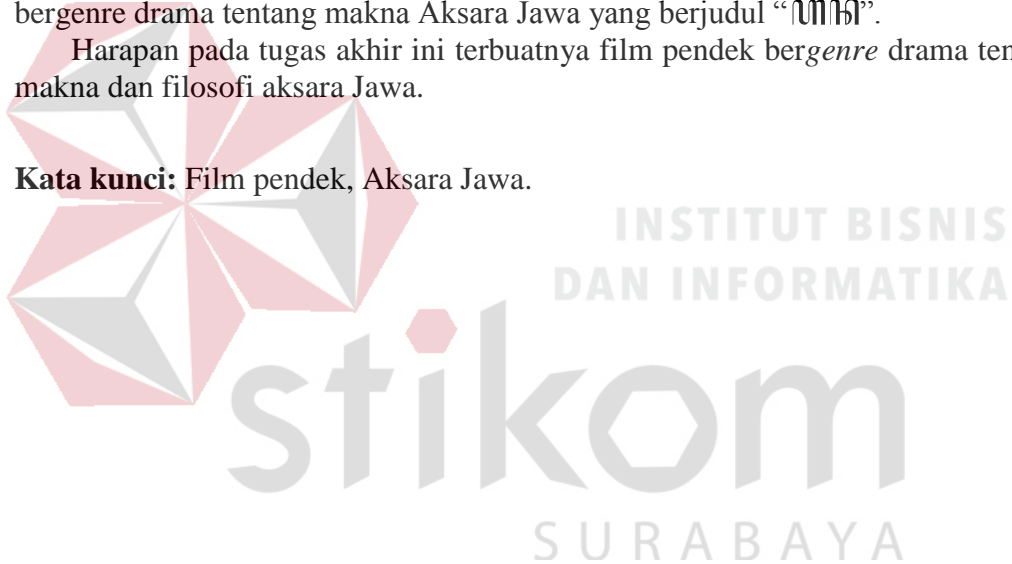 bergenre drama tentang makna Aksara Jawa yang berjudul “ꦲꦤ”.
Harapan pada tugas akhir ini terbuatnya film pendek bergenre drama ten
makna dan filosofi aksara Jawa.
Kata kunci: Film pendek, Aksara Jawa.
INSTITUT BISNIS
DAN INFORMATIKA
stikom
SURABAYA